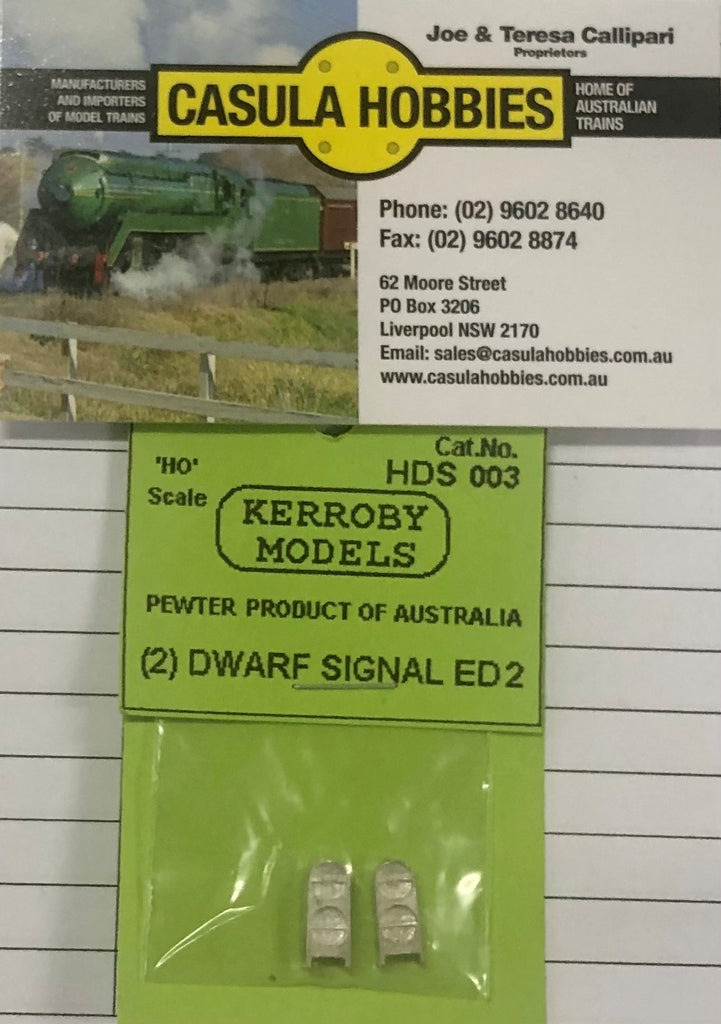 Joe & Teresa Callipari
Proprietors
MANUFACTURERS
AND IMPORTERS
OF MODEL TRAINS
CASULA HOBBIES
HOME OF
AUSTRALIAN
TRAINS
Phone: (02) 9602 8640
Fax: (02) 9602 8874
62 Moore Street
PO Box 3206
Liverpool NSW 2170
Email: sales@casulahobbies.com.au
www.casulahobbies.com.au
'HO'
Scale
Cat.No.
HDS 003
KERROBY
MODELS
PEWTER PRODUCT OF AUSTRALIA
(2) DWARF SIGNAL ED2